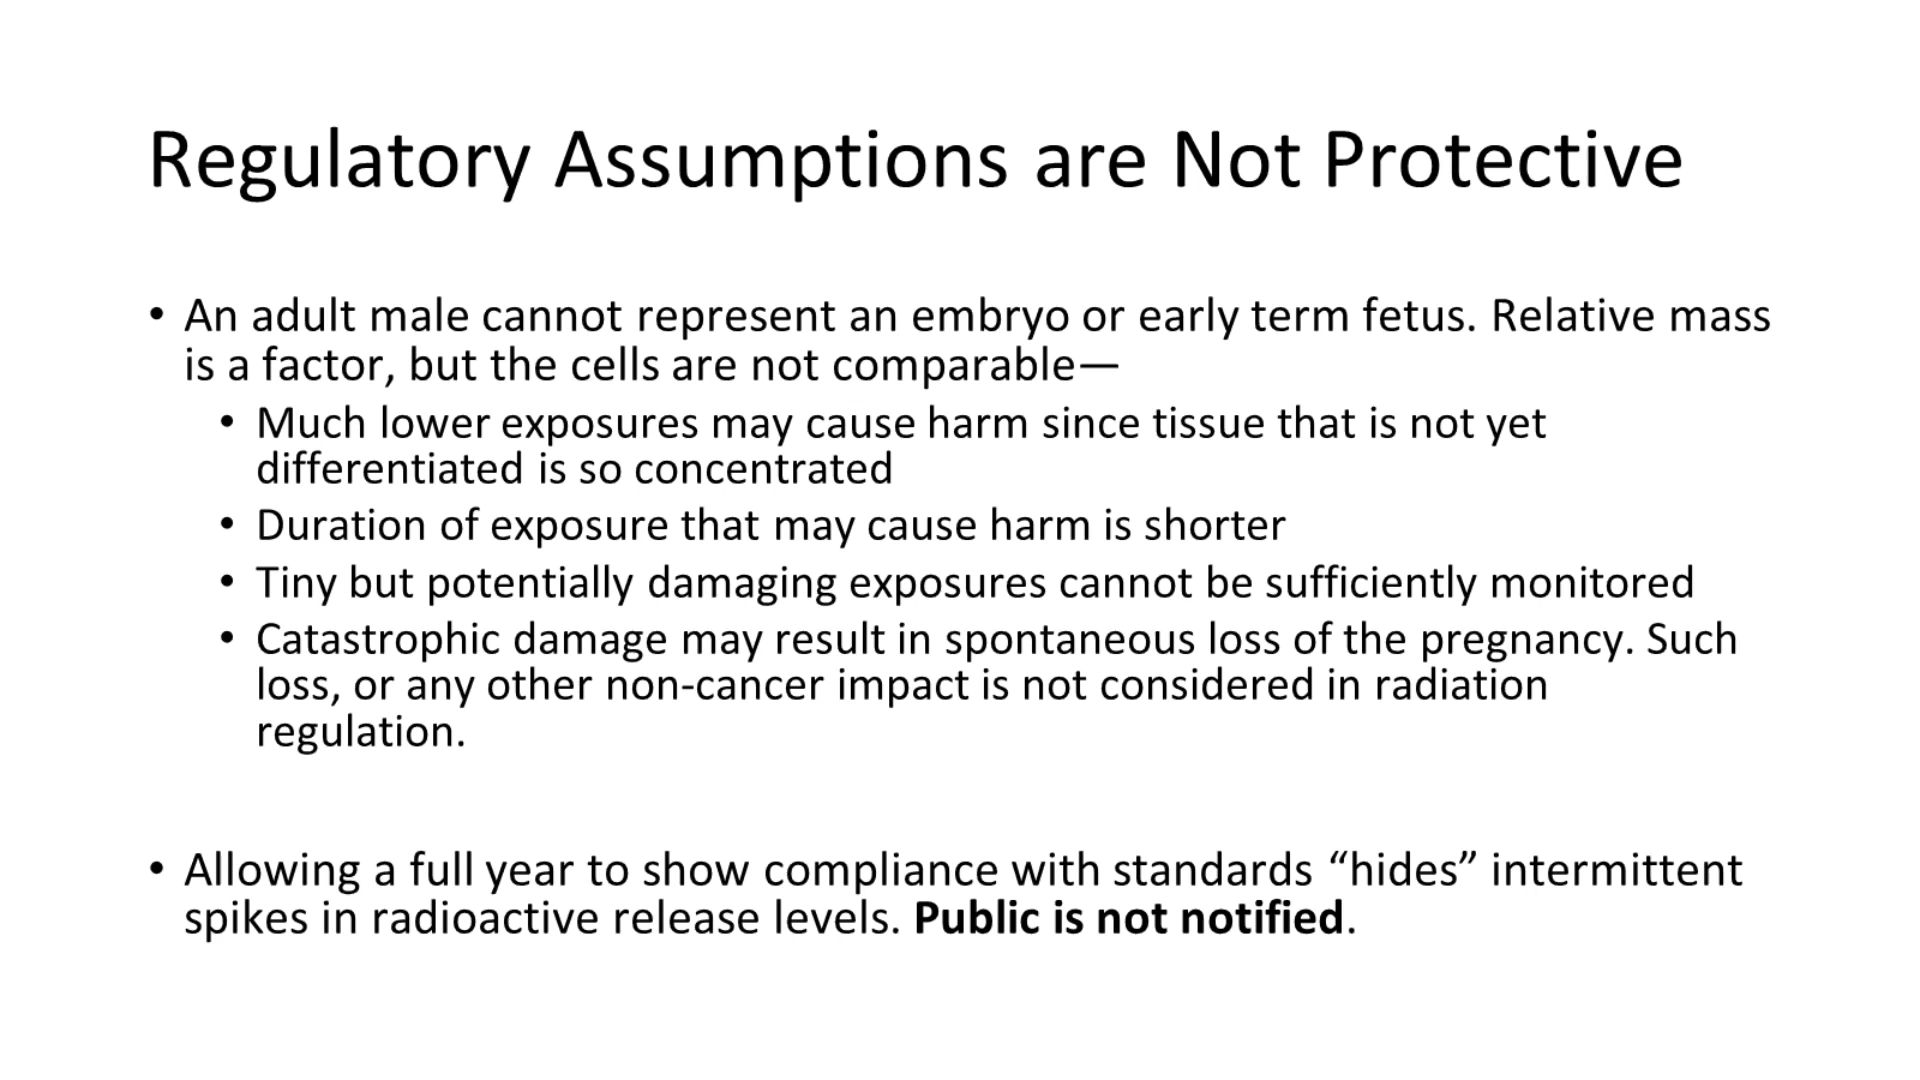 Regulatory Assumptions are Not Protective
• An adult male cannot represent an embryo or early term fetus. Relative mass
is a factor, but the cells are not comparable—
• Much lower exposures may cause harm since tissue that is not yet
differentiated is so concentrated
• Duration of exposure that may cause harm is shorter
• Tiny but potentially damaging exposures cannot be sufficiently monitored
• Catastrophic damage may result in spontaneous loss of the pregnancy. Such
loss, or any other non-cancer impact is not considered in radiation
regulation.
• Allowing a full year to show compliance with standards “hides” intermittent
spikes in radioactive release levels. Public is not notified.